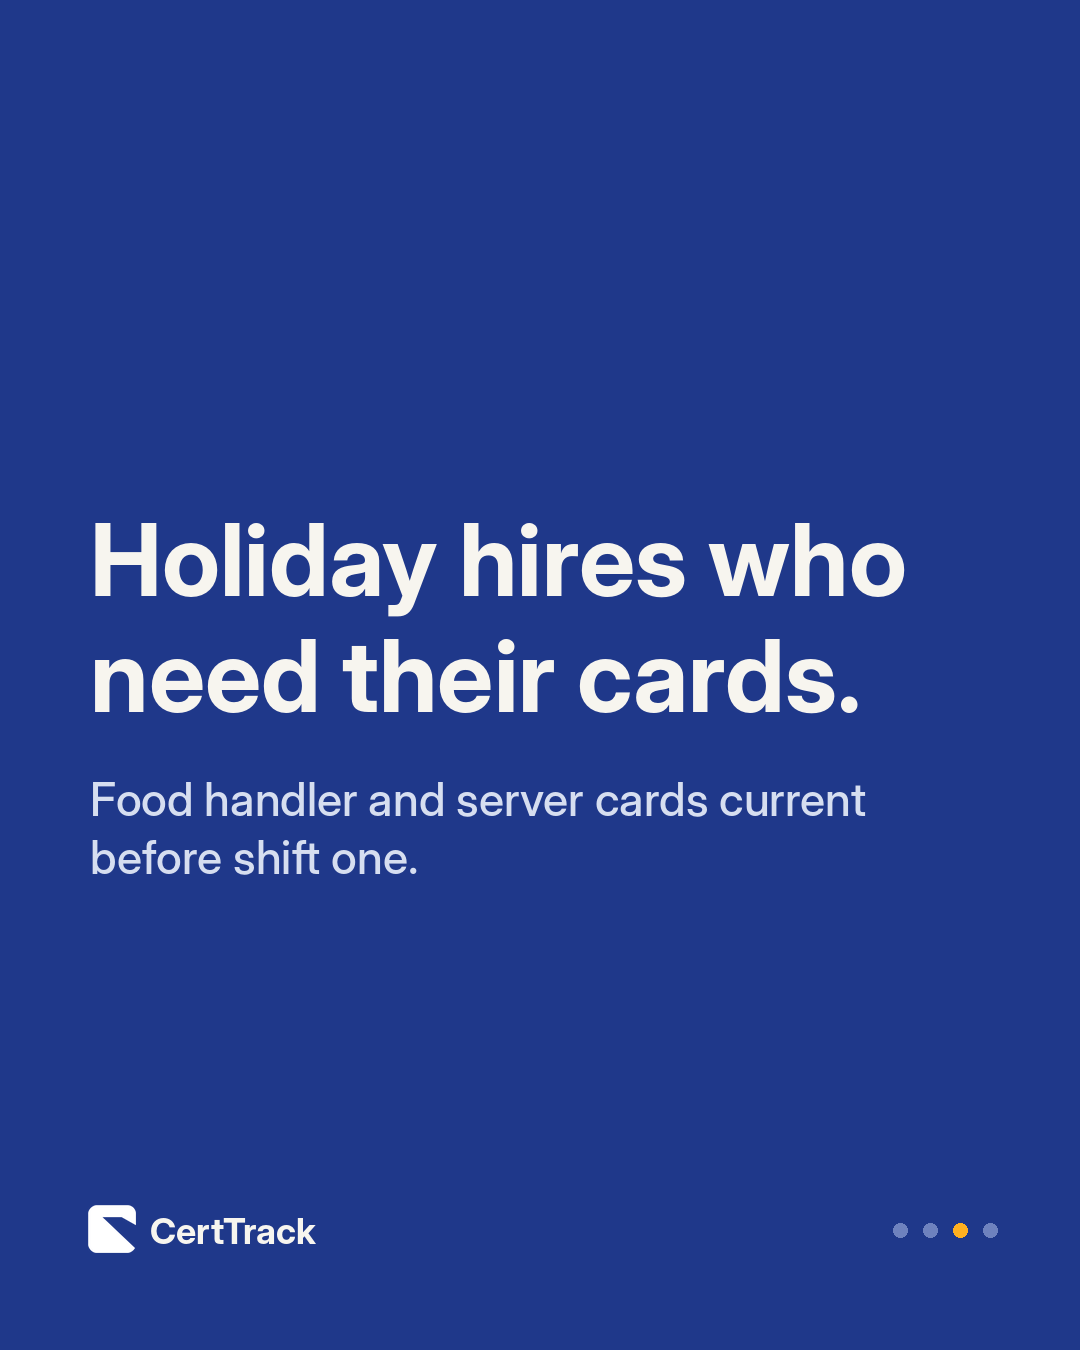 Holiday hires who
need their cards.
Food handler and server cards current
before shift one.
CertTrack